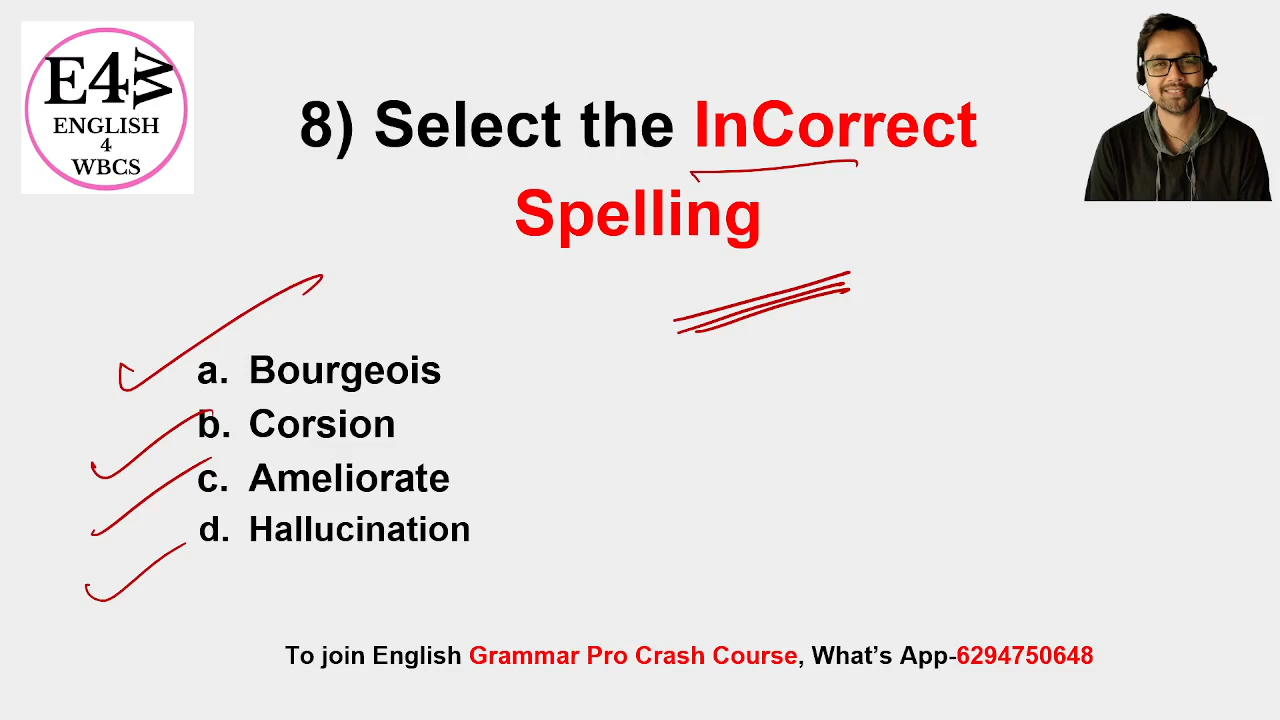 E4W
ENGLISH
4
WBCS
8) Select the InCorrect
Spelling
a. Bourgeois
b. Corsion
c. Ameliorate
d. Hallucination
To join English Grammar Pro Crash Course, What’s App-6294750648